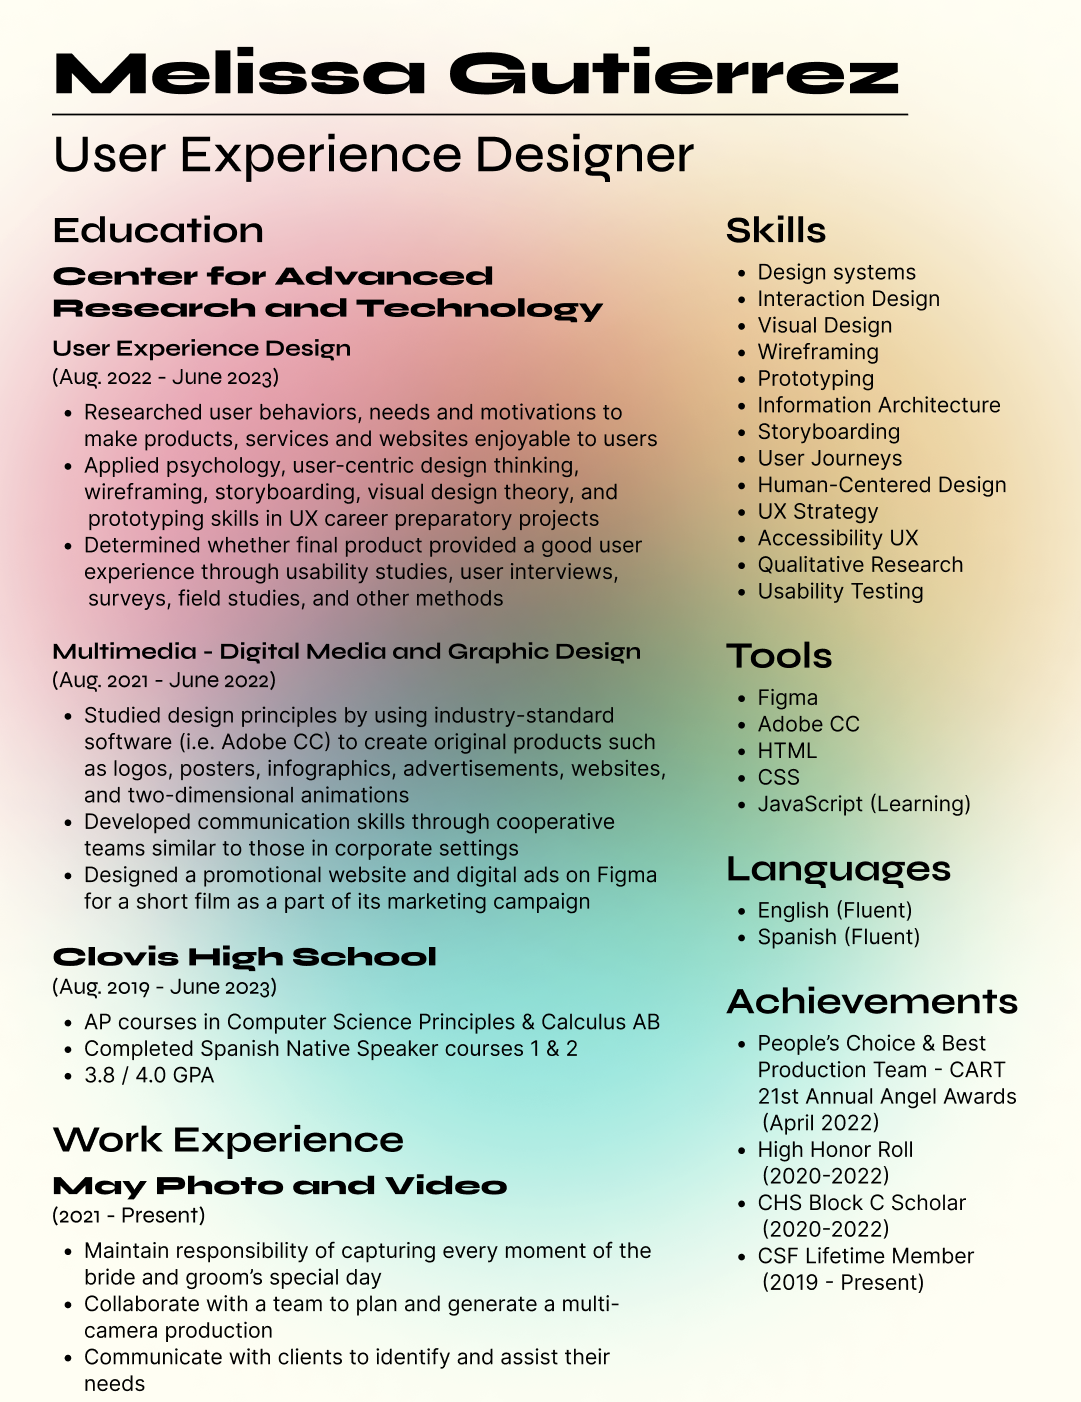 Melissa Gutierrez
User Experience Designer
Education
Center for Advanced
Research and Technology
User Experience Design
(Aug. 2022 - June 2023)
• Researched user behaviors, needs and motivations to
make products, services and websites enjoyable to users
• Applied psychology, user-centric design thinking,
wireframing, storyboarding, visual design theory, and
prototyping skills in UX career preparatory projects
• Determined whether final product provided a good user
experience through usability studies, user interviews,
surveys, field studies, and other methods
Multimedia - Digital Media and Graphic Design
(Aug. 2021 - June 2022)
• Studied design principles by using industry-standard
software (i.e. Adobe CC) to create original products such
as logos, posters, infographics, advertisements, websites,
and two-dimensional animations
• Developed communication skills through cooperative
teams similar to those in corporate settings
• Designed a promotional website and digital ads on Figma
for a short film as a part of its marketing campaign
Clovis High School
(Aug. 2019 - June 2023)
• AP courses in Computer Science Principles & Calculus AB
• Completed Spanish Native Speaker courses 1 & 2
• 3.8 / 4.0 GPA
Work Experience
May Photo and Video
(2021 - Present)
• Maintain responsibility of capturing every moment of the
bride and groom’s special day
• Collaborate with a team to plan and generate a multi-
camera production
• Communicate with clients to identify and assist their
needs
Skills
• Design systems
• Interaction Design
• Visual Design
• Wireframing
• Prototyping
• Information Architecture
• Storyboarding
• User Journeys
• Human-Centered Design
• UX Strategy
• Accessibility UX
• Qualitative Research
• Usability Testing
Tools
• Figma
• Adobe CC
• HTML
• CSS
• JavaScript (Learning)
Languages
• English (Fluent)
• Spanish (Fluent)
Achievements
• People’s Choice & Best
Production Team - CART
21st Annual Angel Awards
(April 2022)
• High Honor Roll
(2020-2022)
• CHS Block C Scholar
(2020-2022)
• CSF Lifetime Member
(2019 - Present)